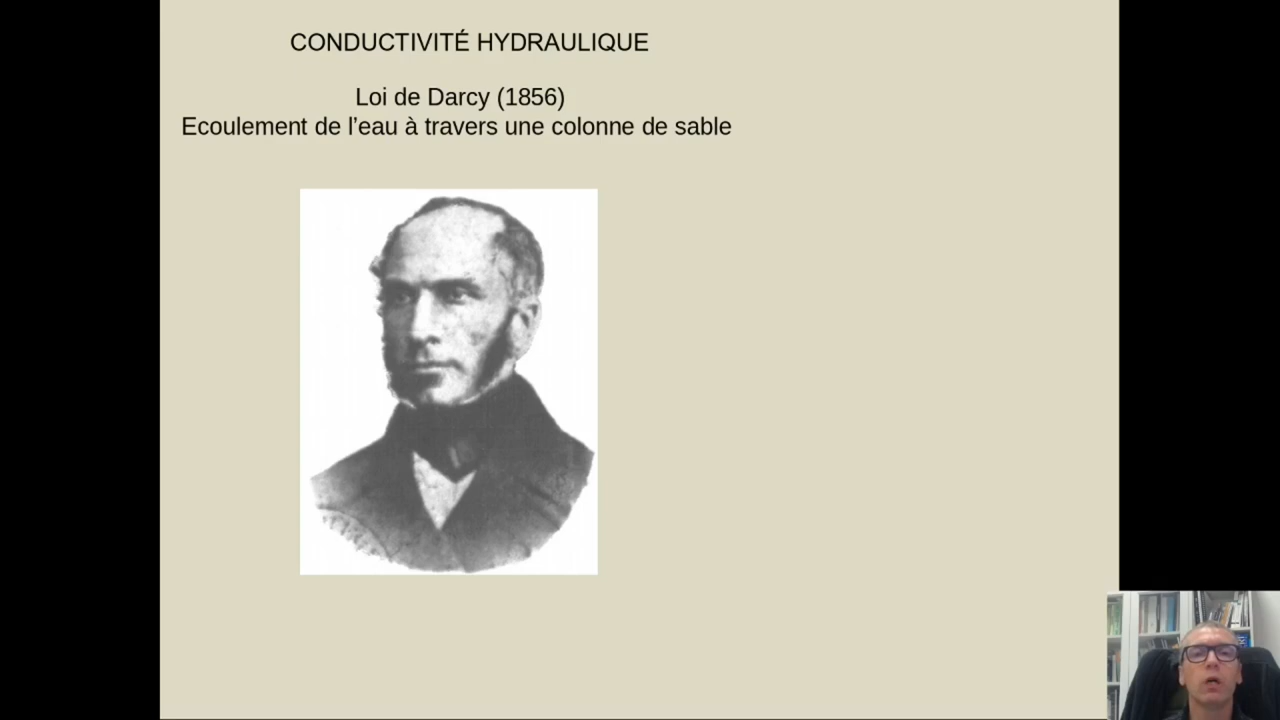 CONDUCTIVITÉ HYDRAULIQUE
Loi de Darcy (1856)
Ecoulement de l’eau à travers une colonne de sable